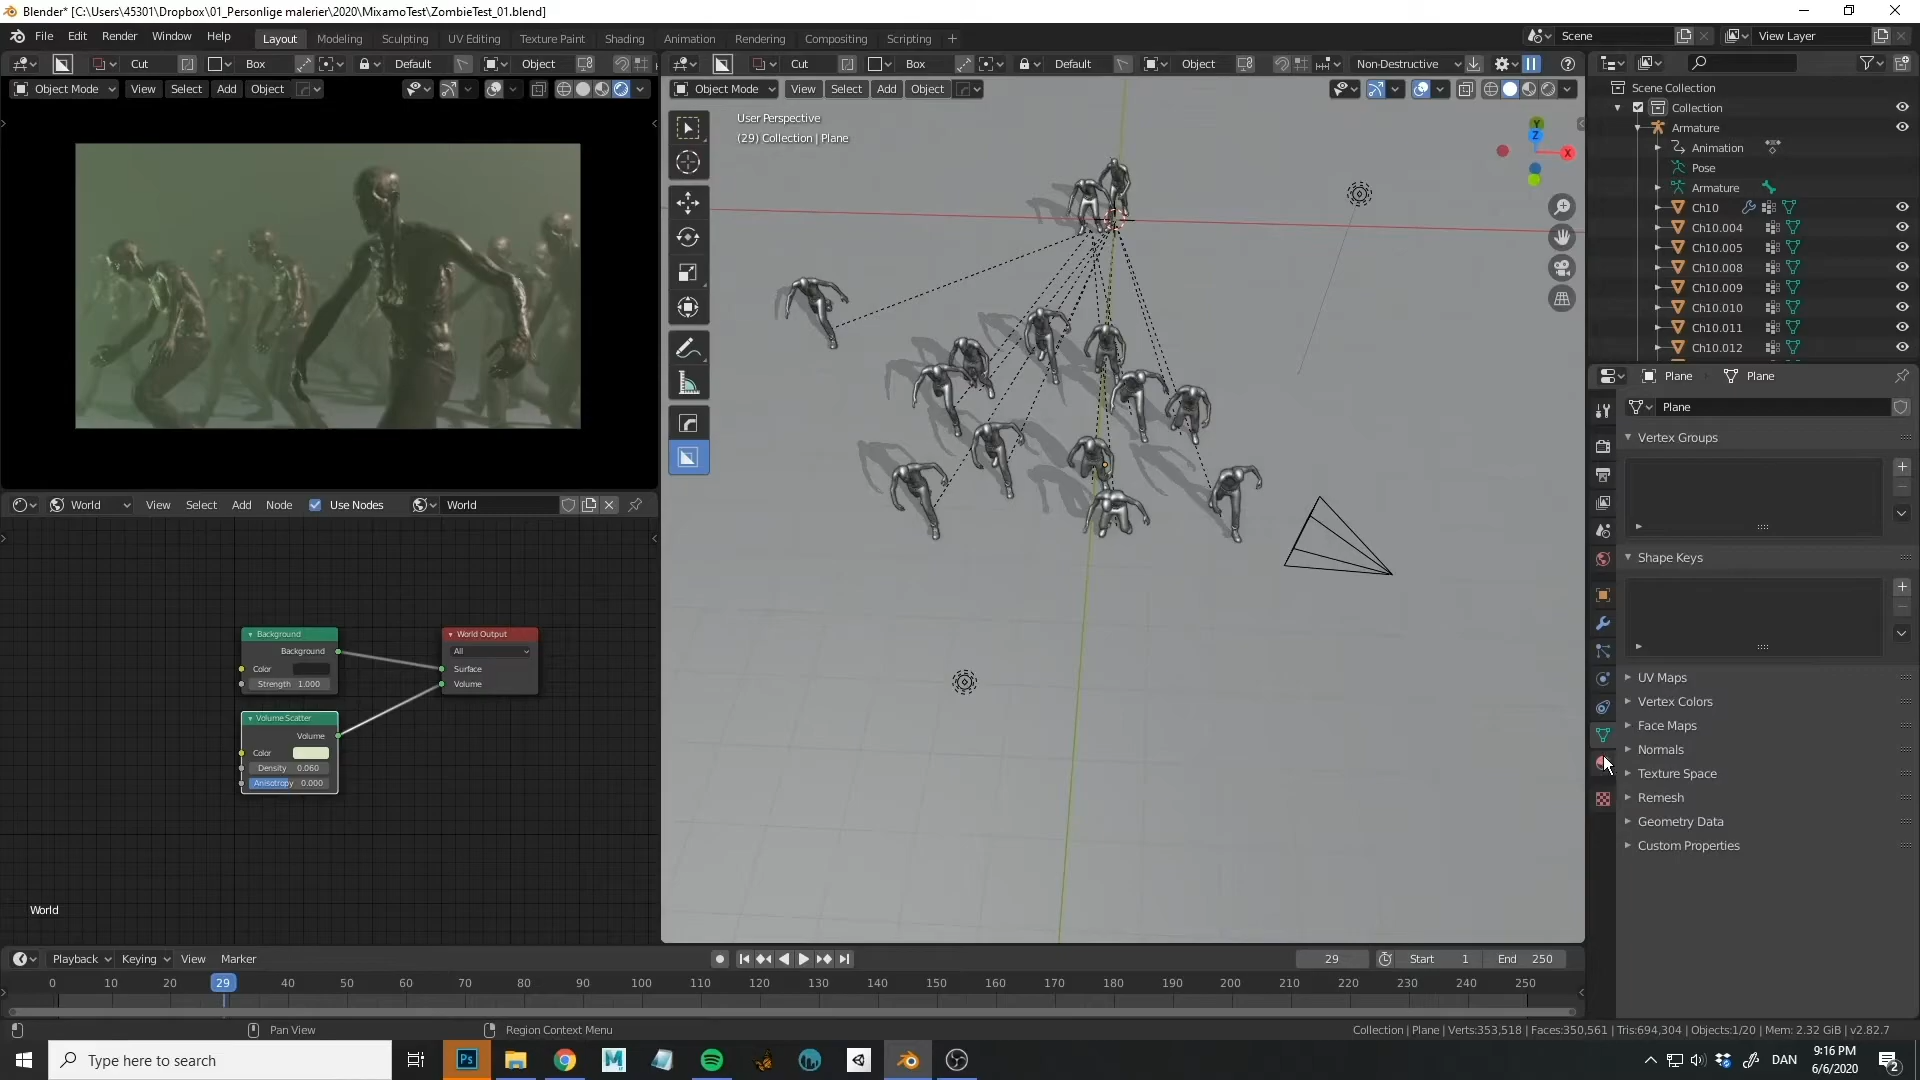 Blender* [C:\Users\45301\Dropbox\01_Personlige malerier\2020\MixamoTest\ZombieTest_01.blend]
File Edit Render Window Help Layout Modeling Sculpting UV Editing Texture Paint Shading Animation Rendering Compositing Scripting + Scene View Layer
Cut Box Default Object Cut Box Default Object Non-Destructive
Object Mode View Select Add Object Object Mode View Select Add Object
User Perspective
(29) Collection | Plane
Y
Z
X
Scene Collection
Collection
Armature
Animation
Pose
Armature
Ch10
Ch10.004
Ch10.005
Ch10.008
Ch10.009
Ch10.010
Ch10.011
Ch10.012
Plane Plane
Plane
Vertex Groups
Shape Keys
UV Maps
Vertex Colors
Face Maps
Normals
Texture Space
Remesh
Geometry Data
Custom Properties
World View Select Add Node Use Nodes World
Background
Background
Color
Strength 1.000
World Output
All
Surface
Volume
Volume Scatter
Volume
Color
Density 0.060
Anisotropy 0.000
World
Playback Keying View Marker 29 Start 1 End 250
0 10 20 29 40 50 60 70 80 90 100 110 120 130 140 150 160 170 180 190 200 210 220 230 240 250
Pan View Region Context Menu Collection | Plane | Verts:353,518 | Faces:350,561 | Tris:694,304 | Objects:1/20 | Mem: 2.32 GiB | v2.82.7
Type here to search Ps M DAN 9:16 PM
6/6/2020 2